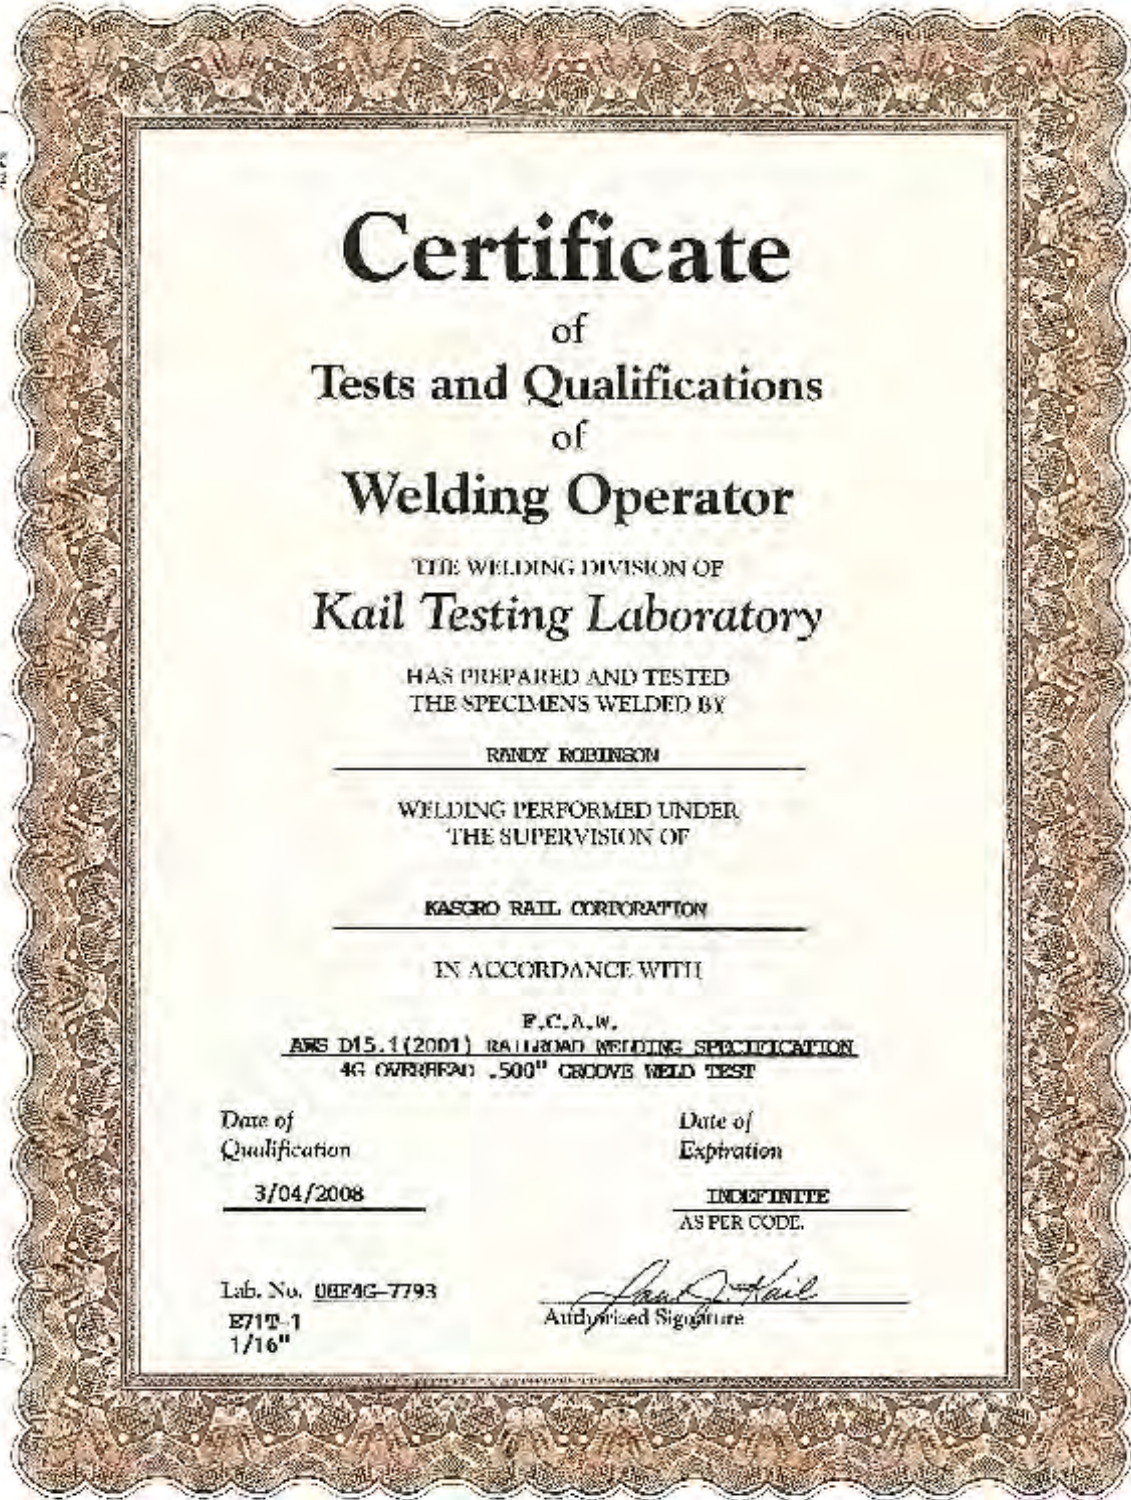 Certificate
of
Tests and Qualifications
of
Welding Operator
THE WELDING DIVISION OF
Kail Testing Laboratory
HAS PREPARED AND TESTED
THE SPECIMENS WELDED BY
RANDY ROBINSON
WELDING PERFORMED UNDER
THE SUPERVISION OF
KASGRO RAIL CORPORATION
IN ACCORDANCE WITH
F.C.A.W.
AWS D15.1(2001) RAILROAD WELDING SPECIFICATION
4G OVERHEAD .500" GROOVE WELD TEST
Date of
Qualification
3/04/2008
Date of
Expiration
INDEFINITE
AS PER CODE.
Lab. No. 08F4G-7793
E71T-1
1/16"
Kail
Authorized Signature